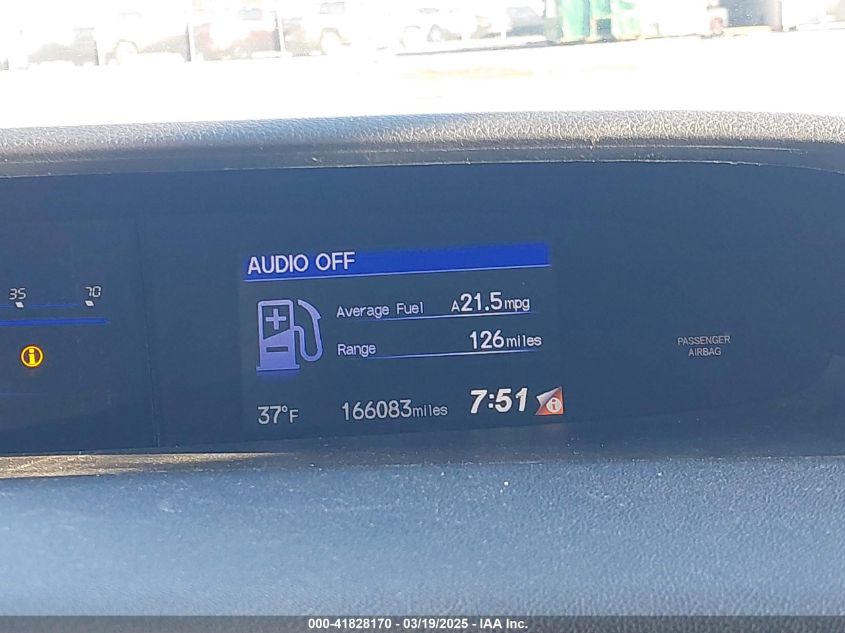 AUDIO OFF
35 70
Average Fuel A21.5mpg
Range 126miles
PASSENGER
AIRBAG
37°F 166083miles 7:51
000-41828170 - 03/19/2025 - IAA Inc.